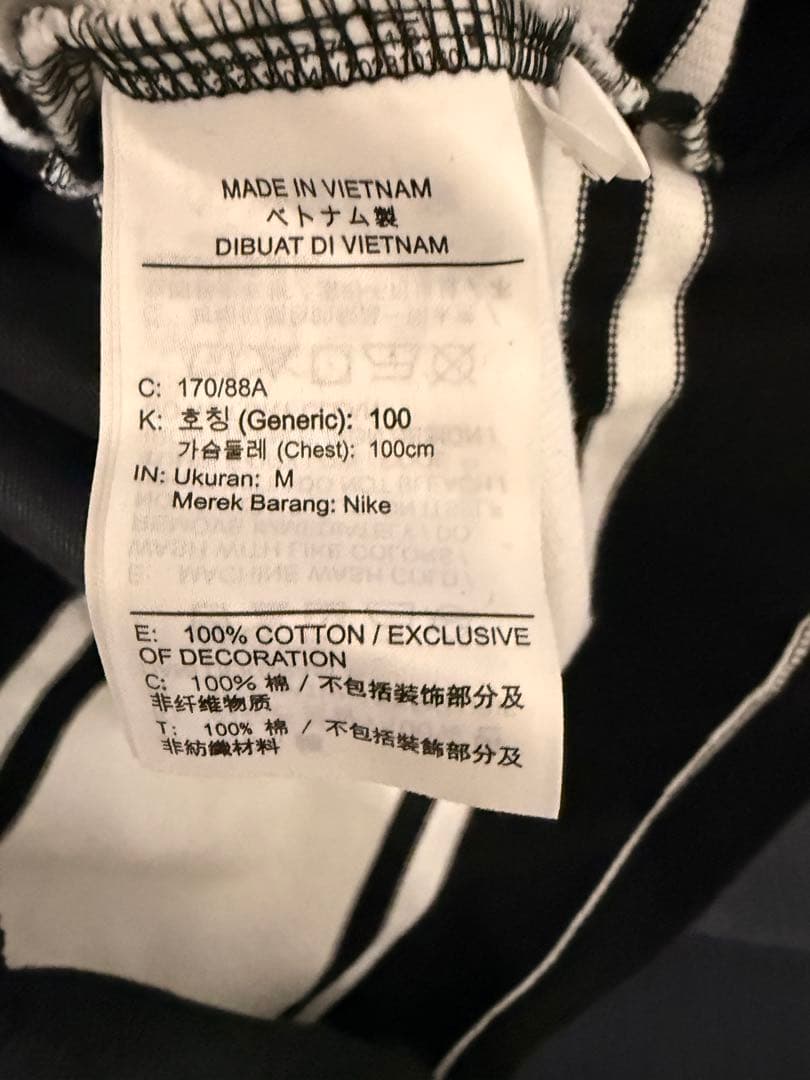 MADE IN VIETNAM
ベトナム製
DIBUAT DI VIETNAM
C: 170/88A
K: 호칭 (Generic): 100
가슴둘레 (Chest): 100cm
IN: Ukuran: M
Merek Barang: Nike
E: 100% COTTON / EXCLUSIVE
OF DECORATION
C: 100% 棉 / 不包括装饰部分及
非纤维物质
T: 100% 棉 / 不包括裝飾部分及
非紡織材料